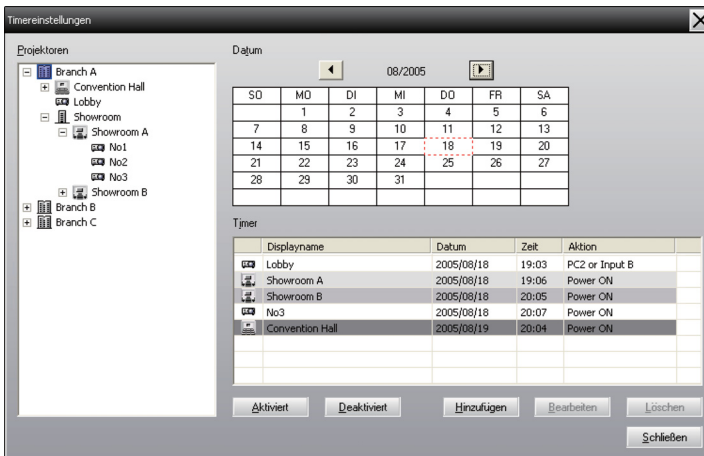 Timereinstellungen
Projektoren
Branch A
Convention Hall
Lobby
Showroom
Showroom A
No1
No2
No3
Showroom B
Branch B
Branch C
Datum
08/2005
SO MO DI MI DO FR SA
1 2 3 4 5 6
7 8 9 10 11 12 13
14 15 16 17 18 19 20
21 22 23 24 25 26 27
28 29 30 31
Timer
Displayname Datum Zeit Aktion
Lobby 2005/08/18 19:03 PC2 or Input B
Showroom A 2005/08/18 19:06 Power ON
Showroom B 2005/08/18 20:05 Power ON
No3 2005/08/18 20:07 Power ON
Convention Hall 2005/08/19 20:04 Power ON
Aktiviert Deaktiviert Hinzufügen Bearbeiten Löschen
Schließen